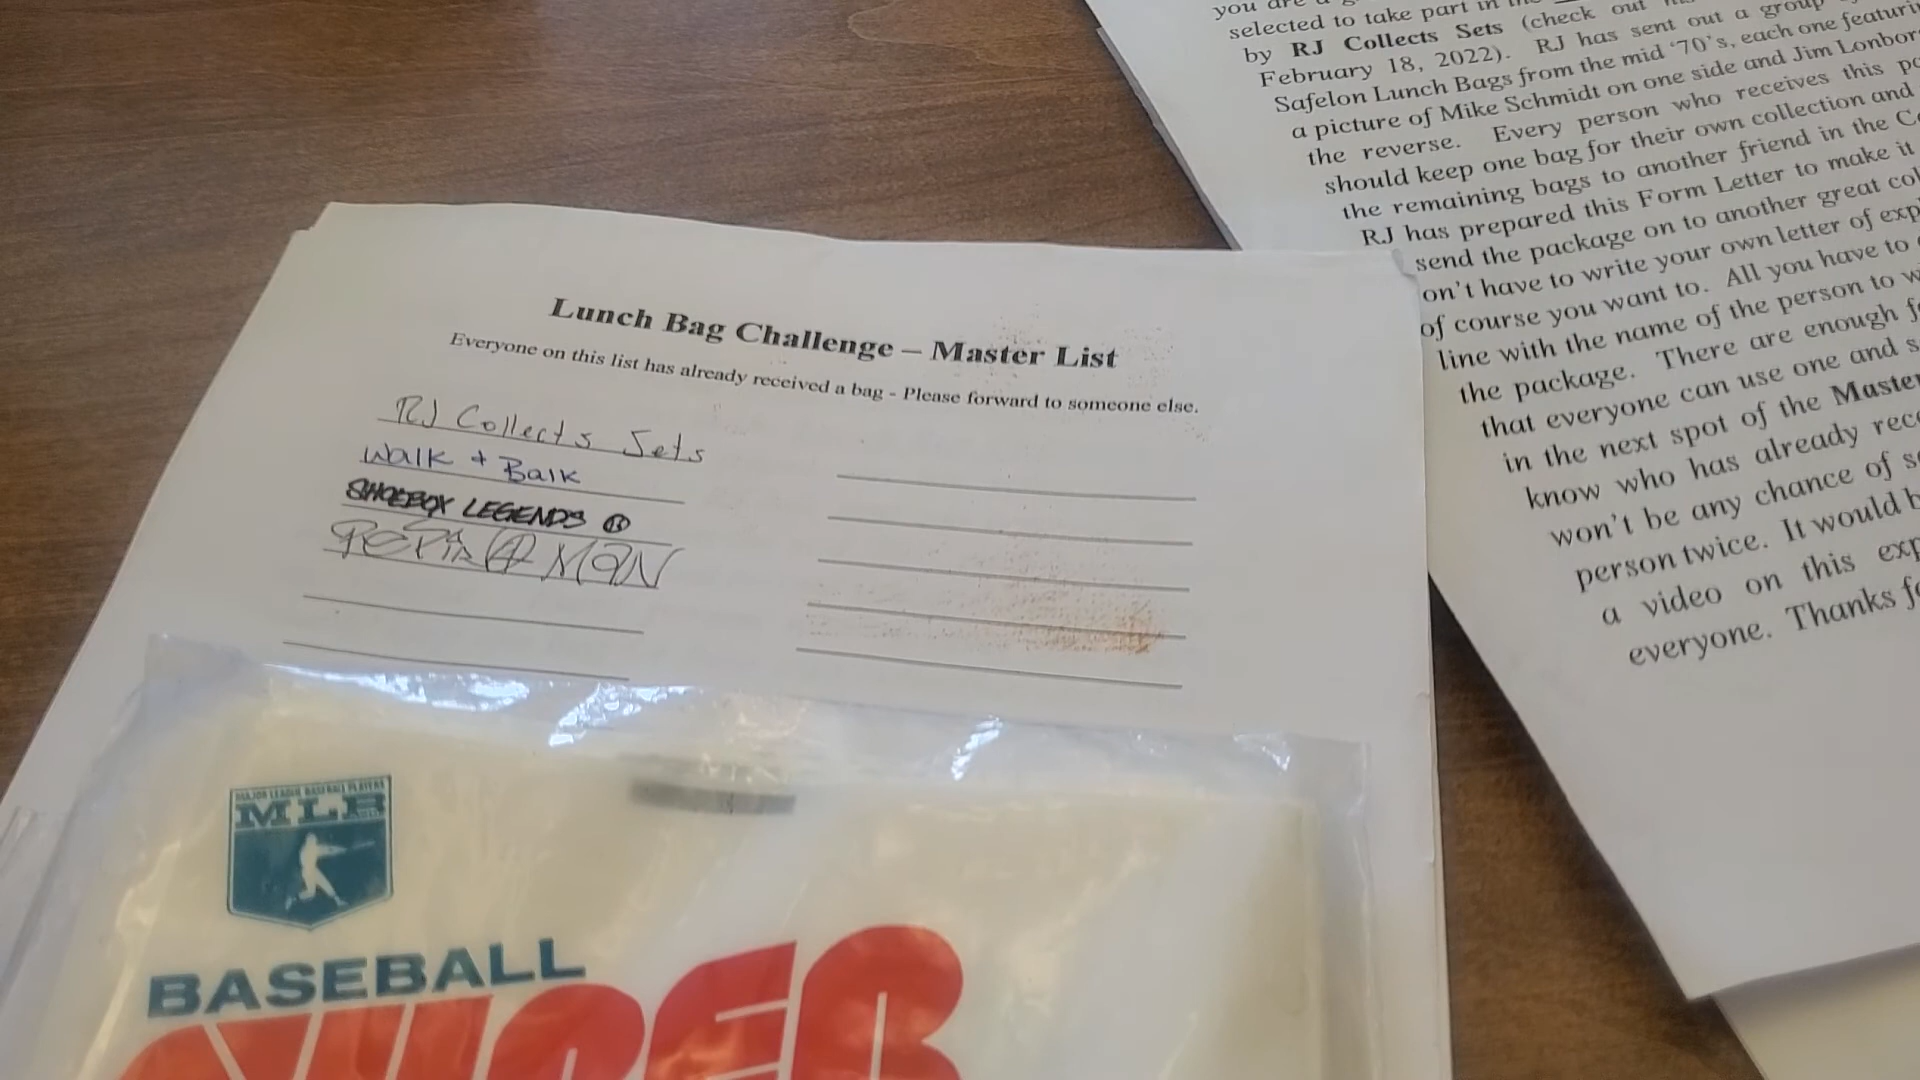 Lunch Bag Challenge – Master List
Everyone on this list has already received a bag - Please forward to someone else.
RJ Collects Sets
Walk + Balk
SHOEBOX LEGENDS
MAJOR LEAGUE BASEBALL PLAYERS
MLB
BASEBALL
SUPER
you are a
selected to take part in
by RJ Collects Sets (check out
February 18, 2022). RJ has sent out a group
Safelon Lunch Bags from the mid '70's, each one
a picture of Mike Schmidt on one side and Jim
the reverse. Every person who receives this
should keep one bag for their own collection and
the remaining bags to another friend in the
RJ has prepared this Form Letter to make it
send the package on to another great
on't have to write your own letter of
of course you want to. All you have to
line with the name of the person to
the package. There are enough
that everyone can use one and
in the next spot of the Master
know who has already
won't be any chance of
person twice. It would
a video on this
everyone. Thanks